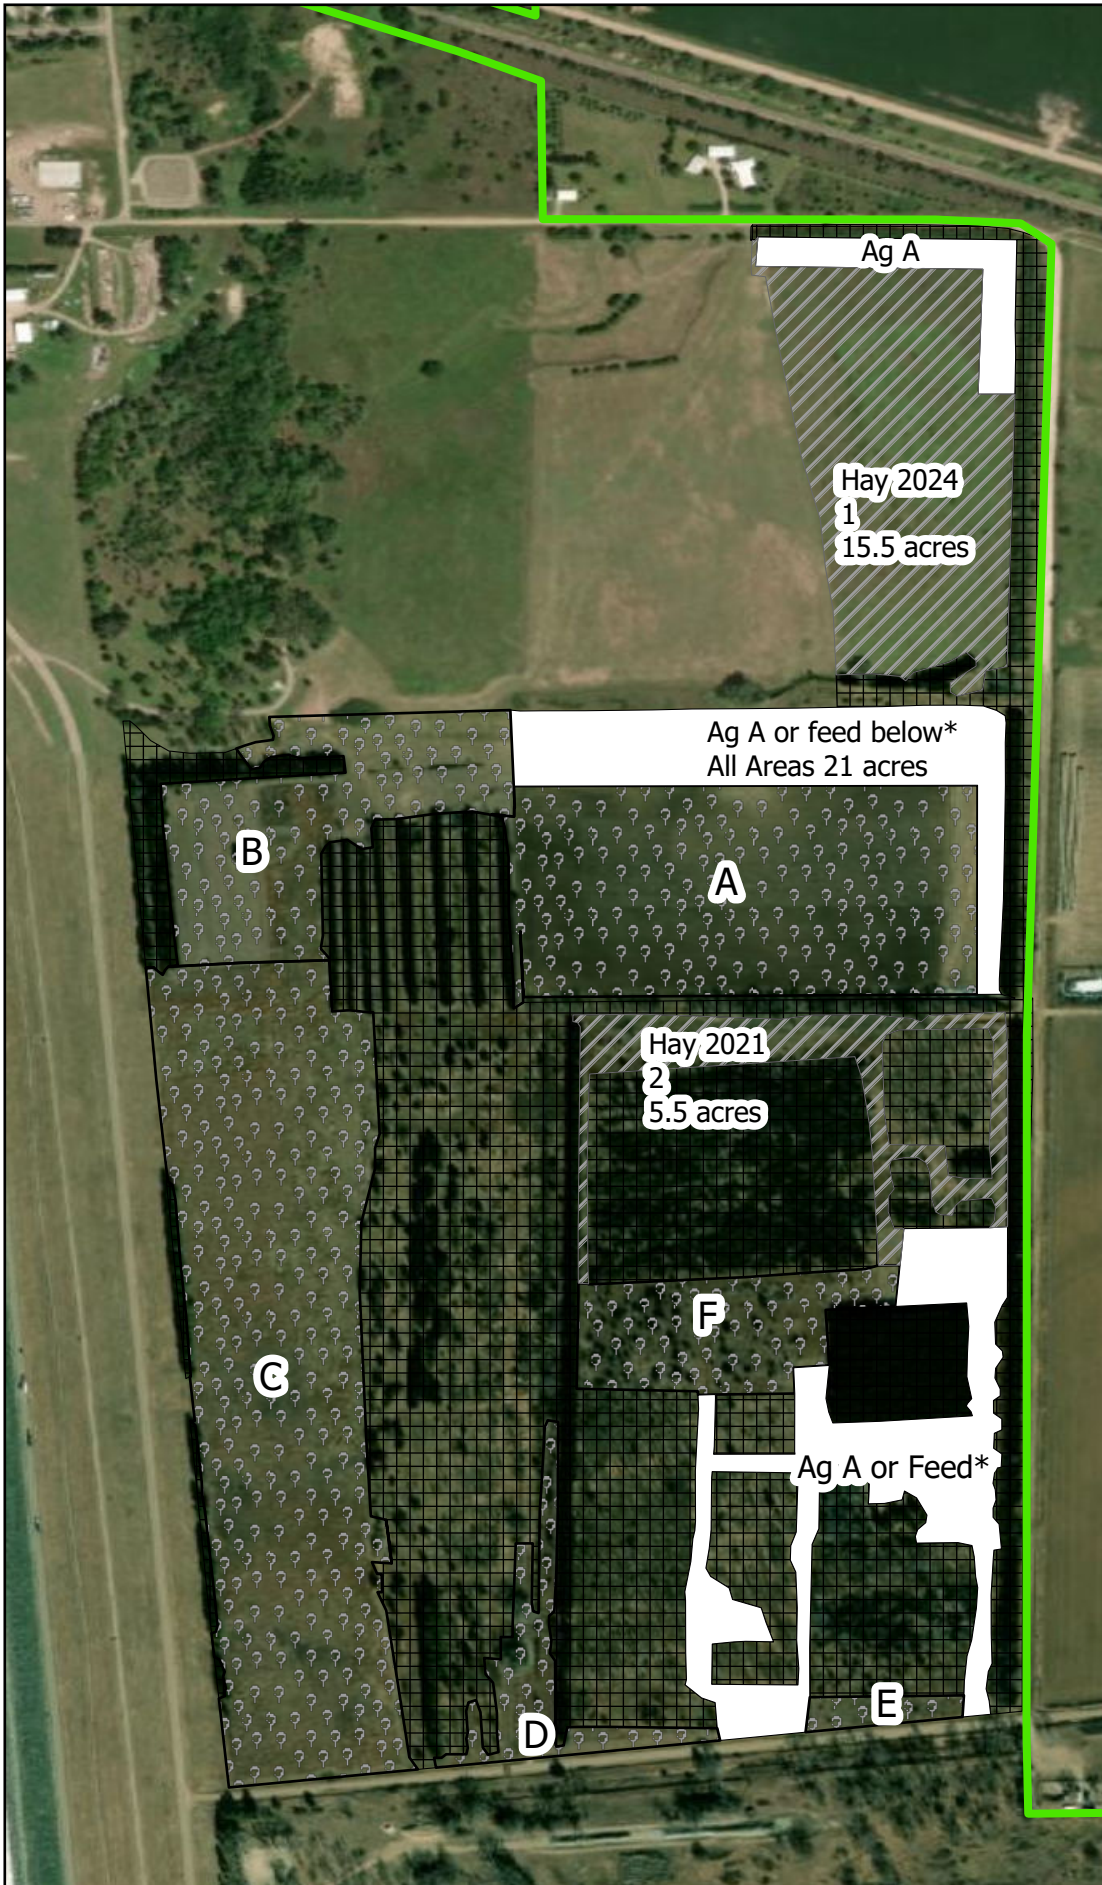 Ag A
Hay 2024
1
15.5 acres
Ag A or feed below*
All Areas 21 acres
B
A
Hay 2021
2
5.5 acres
F
C
Ag A or Feed*
E
D